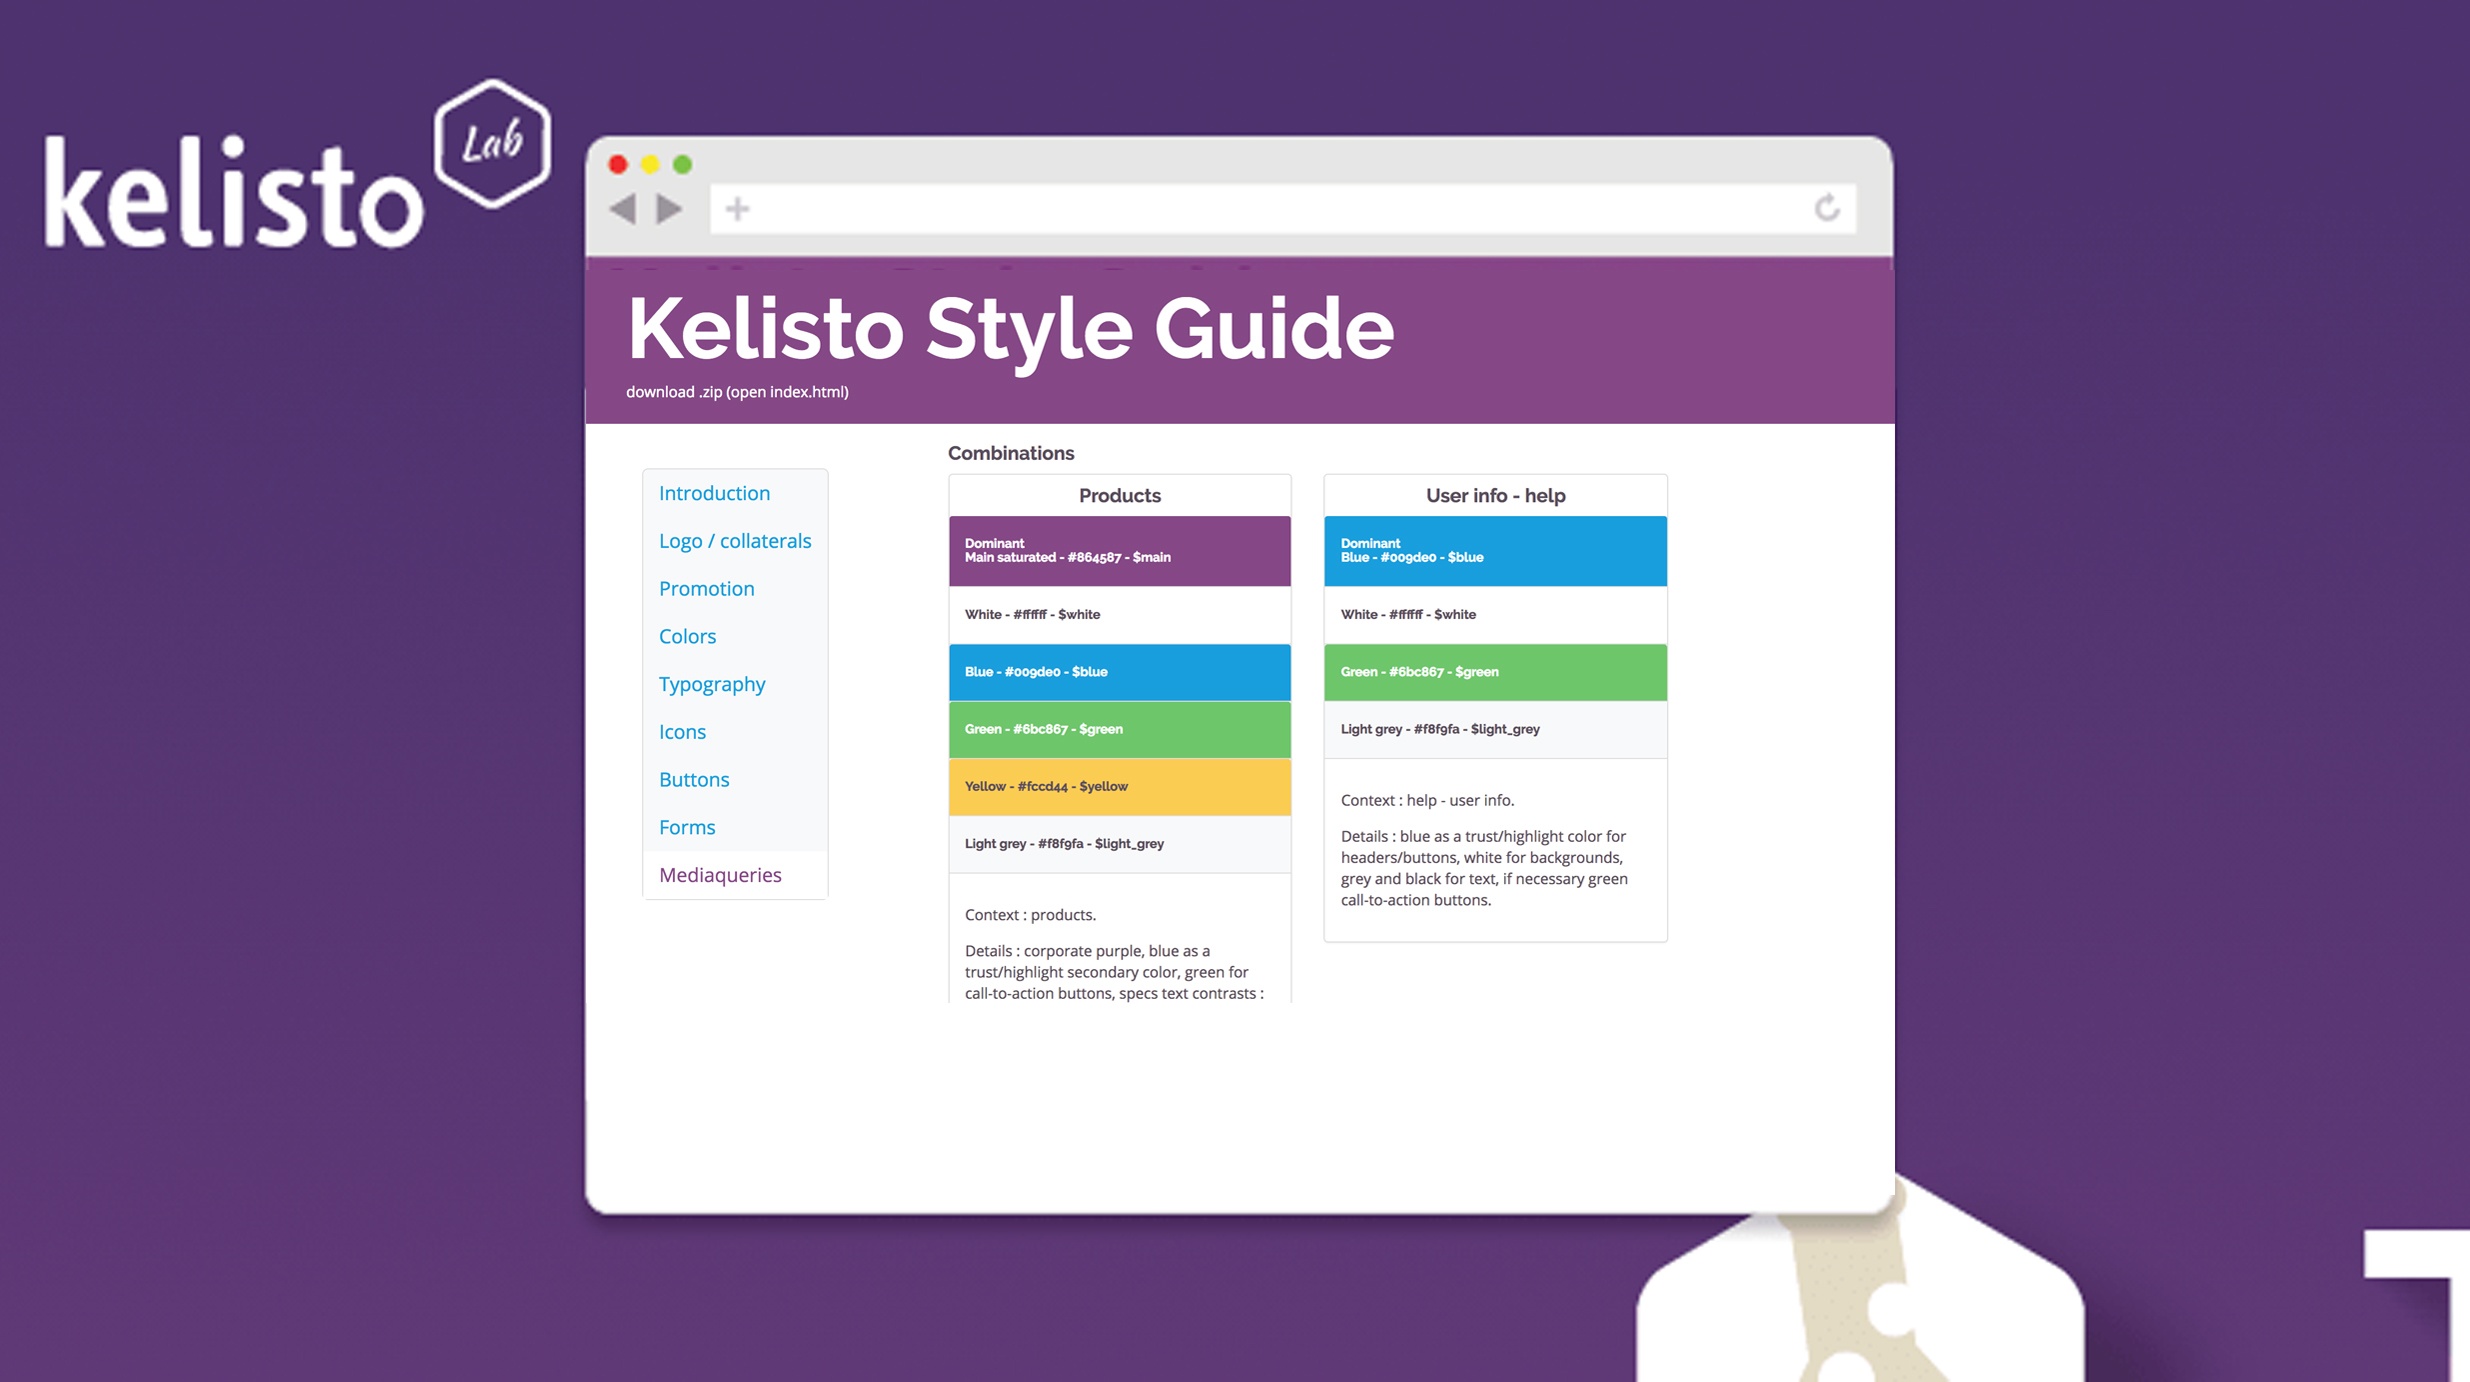 kelisto
Lab
Kelisto Style Guide
download .zip (open index.html)
Introduction
Logo / collaterals
Promotion
Colors
Typography
Icons
Buttons
Forms
Mediaqueries
Combinations
Products
Dominant
Main saturated - #864587 - $main
White - #ffffff - $white
Blue - #009de0 - $blue
Green - #6bc867 - $green
Yellow - #fccd44 - $yellow
Light grey - #f8f9fa - $light_grey
Context : products.
Details : corporate purple, blue as a
trust/highlight secondary color, green for
call-to-action buttons, specs text contrasts :
User info - help
Dominant
Blue - #009de0 - $blue
White - #ffffff - $white
Green - #6bc867 - $green
Light grey - #f8f9fa - $light_grey
Context : help - user info.
Details : blue as a trust/highlight color for
headers/buttons, white for backgrounds,
grey and black for text, if necessary green
call-to-action buttons.